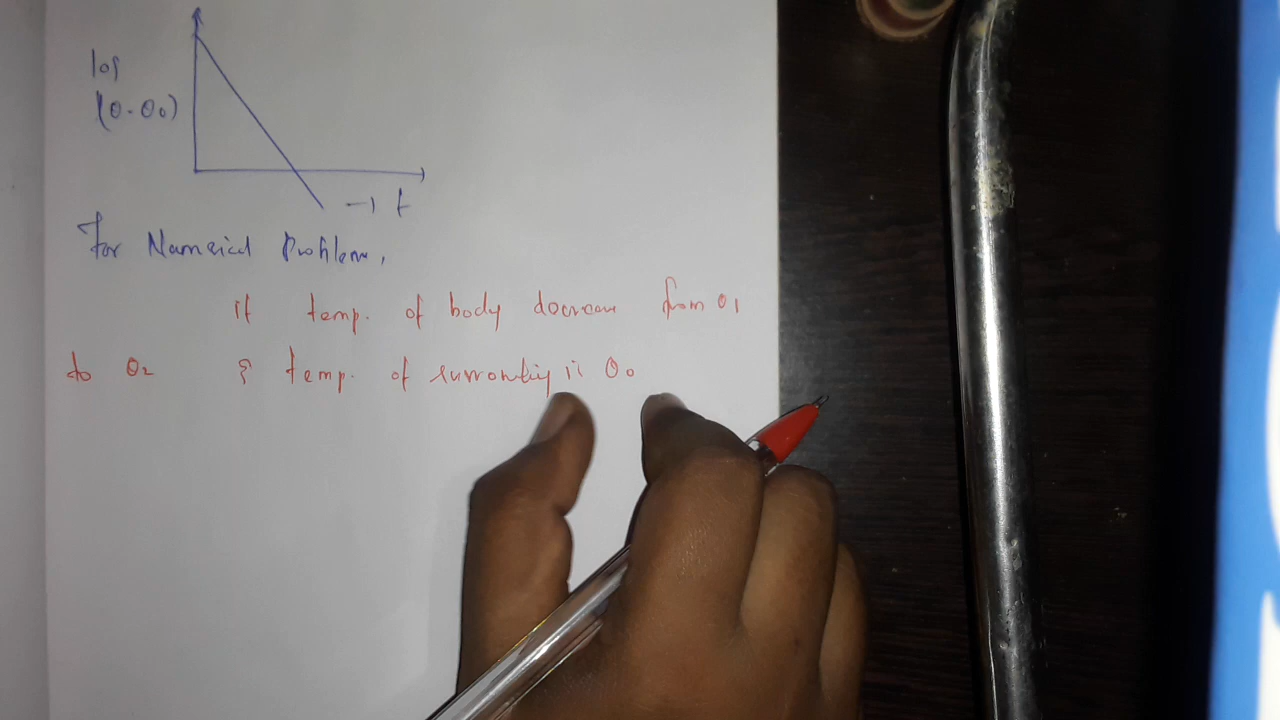 log
(θ-θ₀)
→ t
For Numerical Problem,
if temp. of body decrease from θ₁
to θ₂ & temp. of surrounding is θ₀